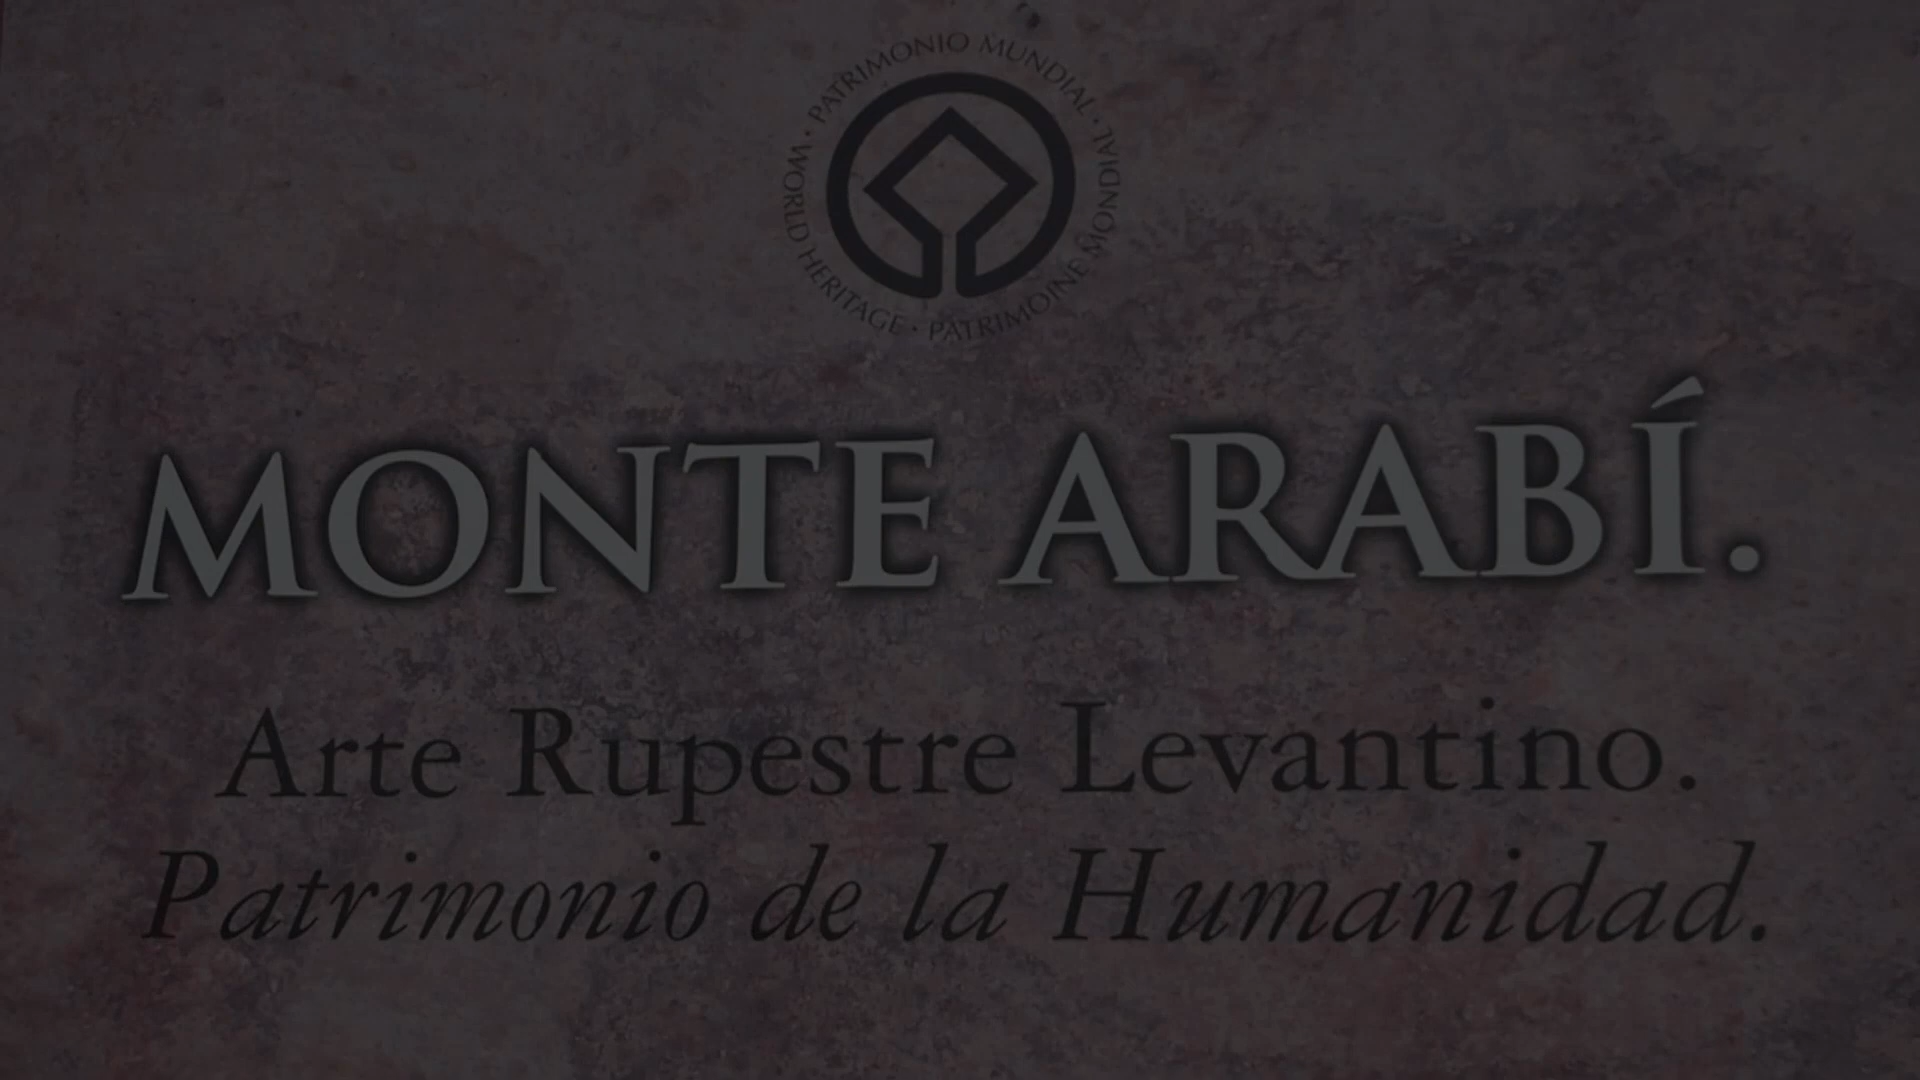 PATRIMONIO MUNDIAL • WORLD HERITAGE • PATRIMOINE MONDIAL •
MONTE ARABÍ.
Arte Rupestre Levantino.
Patrimonio de la Humanidad.